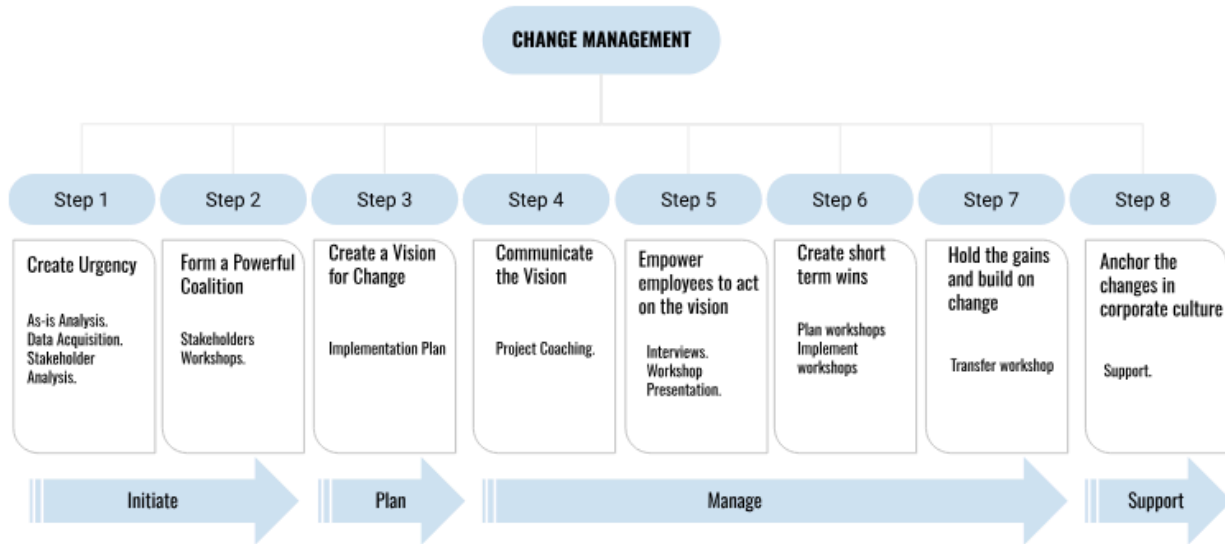 CHANGE MANAGEMENT
Step 1
Step 2
Step 3
Step 4
Step 5
Step 6
Step 7
Step 8
Create Urgency
As-is Analysis.
Data Acquisition.
Stakeholder
Analysis.
Form a Powerful
Coalition
Stakeholders
Workshops.
Create a Vision
for Change
Implementation Plan
Communicate
the Vision
Project Coaching.
Empower
employees to act
on the vision
Interviews.
Workshop
Presentation.
Create short
term wins
Plan workshops
Implement
workshops
Hold the gains
and build on
change
Transfer workshop
Anchor the
changes in
corporate culture
Support.
Initiate
Plan
Manage
Support